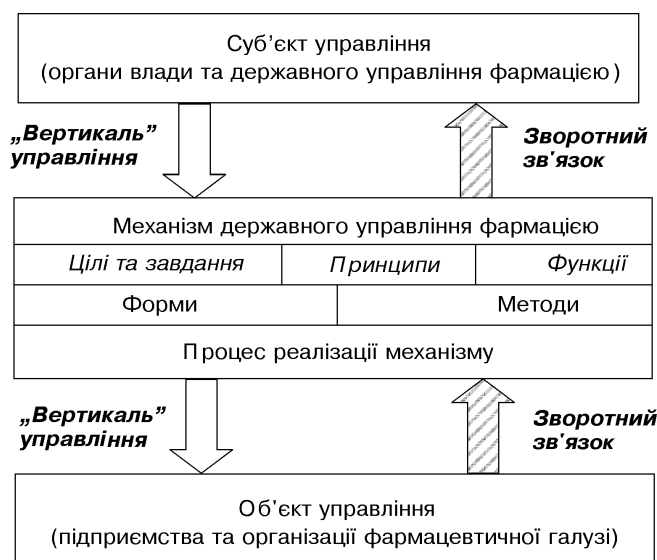 Суб’єкт управління
(органи влади та державного управління фармацією)
„Вертикаль”
управління
Зворотний
зв'язок
Механізм державного управління фармацією
Цілі та завдання Принципи Функції
Форми Методи
Процес реалізації механізму
„Вертикаль”
управління
Зворотний
зв'язок
Об'єкт управління
(підприємства та організації фармацевтичної галузі)